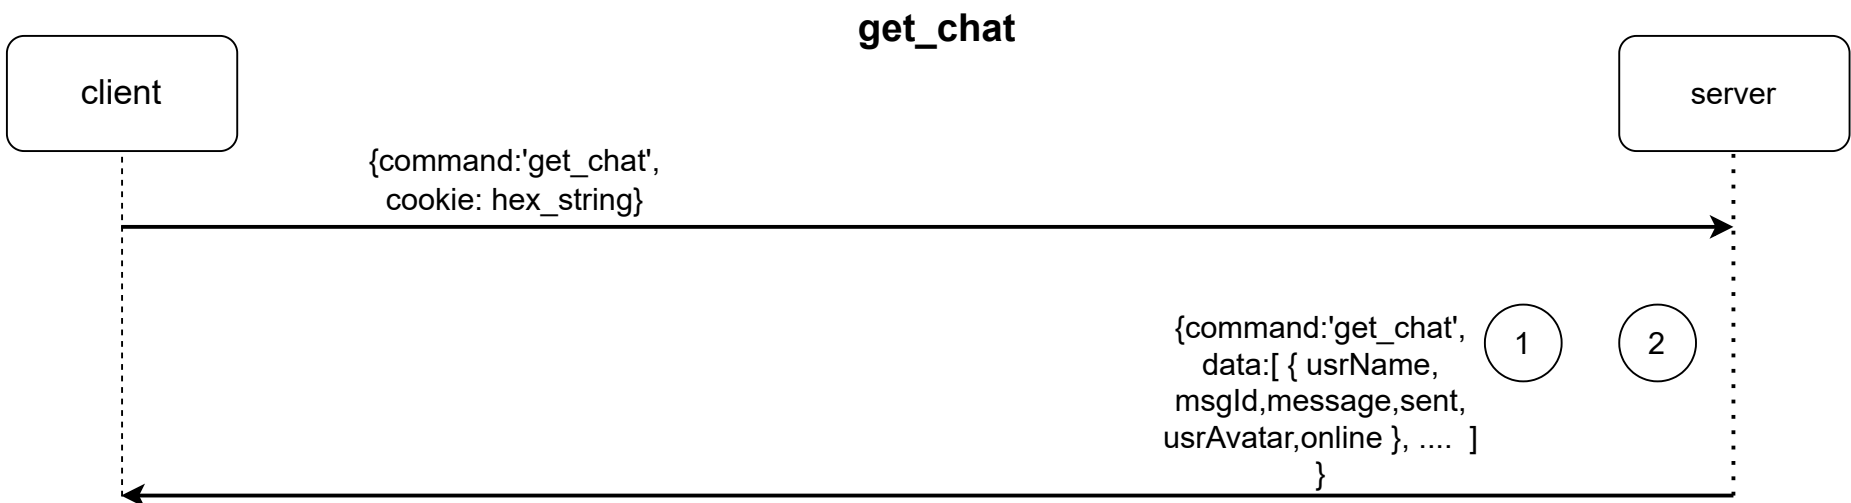 get_chat
client
server
{command:'get_chat',
cookie: hex_string}
{command:'get_chat',
data:[ { usrName,
msgId,message,sent,
usrAvatar,online }, .... ]
}
1
2